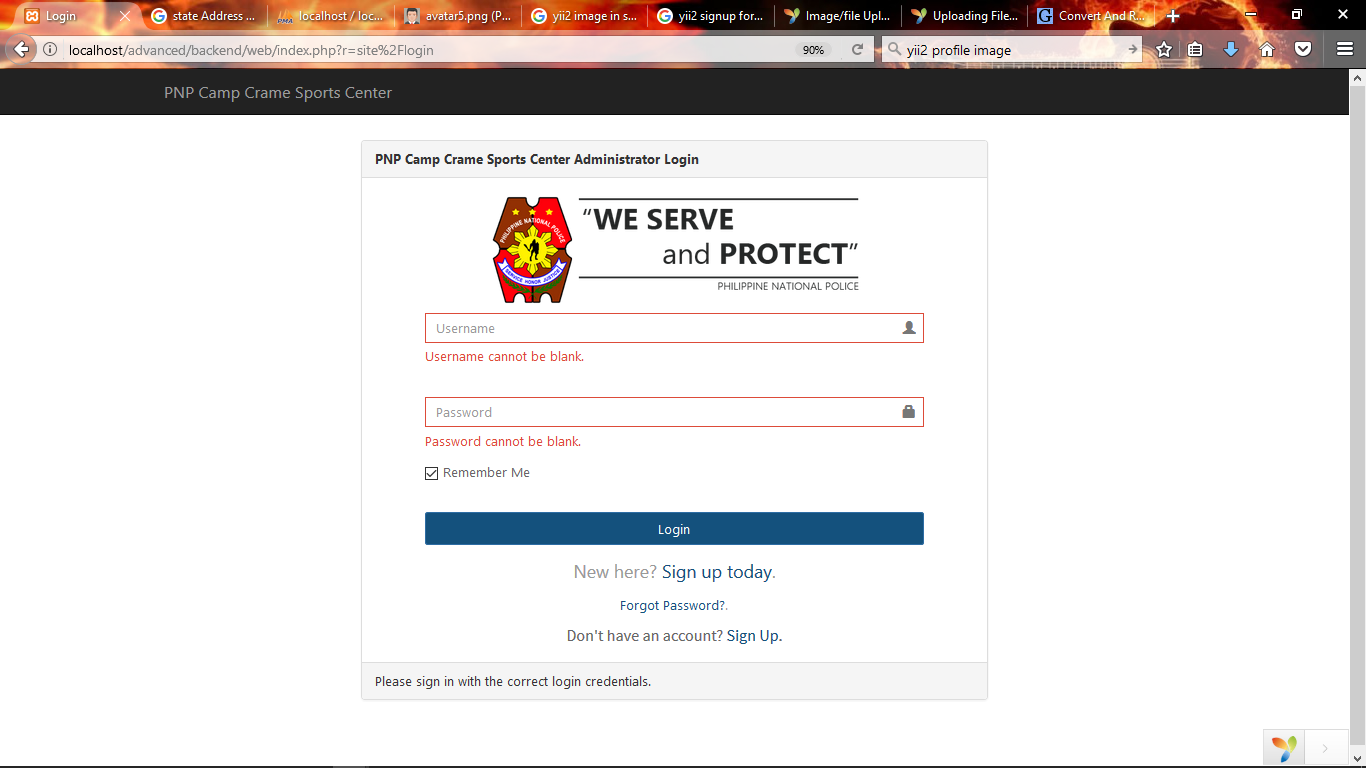 Login
state Address ...
localhost / loc...
avatar5.png (P...
yii2 image in s...
yii2 signup for...
Image/file Upl...
Uploading File...
Convert And R...
localhost/advanced/backend/web/index.php?r=site%2Flogin
90%
yii2 profile image
PNP Camp Crame Sports Center
PNP Camp Crame Sports Center Administrator Login
PHILIPPINE NATIONAL POLICE
SERVICE HONOR JUSTICE
“WE SERVE
and PROTECT”
PHILIPPINE NATIONAL POLICE
Username
Username cannot be blank.
Password
Password cannot be blank.
Remember Me
Login
New here? Sign up today.
Forgot Password?.
Don't have an account? Sign Up.
Please sign in with the correct login credentials.